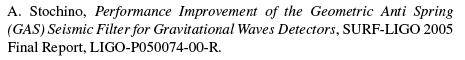 A. Stochino, Performance Improvement of the Geometric Anti Spring
(GAS) Seismic Filter for Gravitational Waves Detectors, SURF-LIGO 2005
Final Report, LIGO-P050074-00-R.